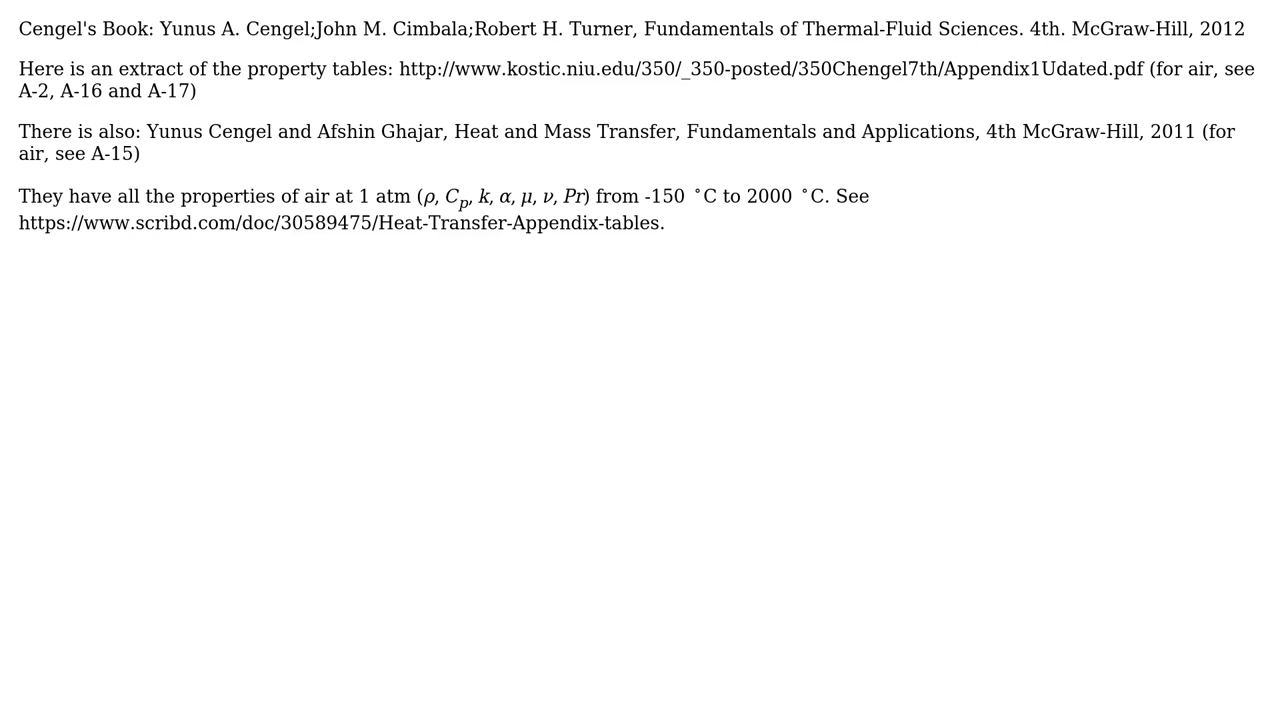 Cengel's Book: Yunus A. Cengel;John M. Cimbala;Robert H. Turner, Fundamentals of Thermal-Fluid Sciences. 4th. McGraw-Hill, 2012
Here is an extract of the property tables: http://www.kostic.niu.edu/350/_350-posted/350Chengel7th/Appendix1Udated.pdf (for air, see
A-2, A-16 and A-17)
There is also: Yunus Cengel and Afshin Ghajar, Heat and Mass Transfer, Fundamentals and Applications, 4th McGraw-Hill, 2011 (for
air, see A-15)
They have all the properties of air at 1 atm (ρ, C_p, k, α, μ, ν, Pr) from -150 °C to 2000 °C. See
https://www.scribd.com/doc/30589475/Heat-Transfer-Appendix-tables.